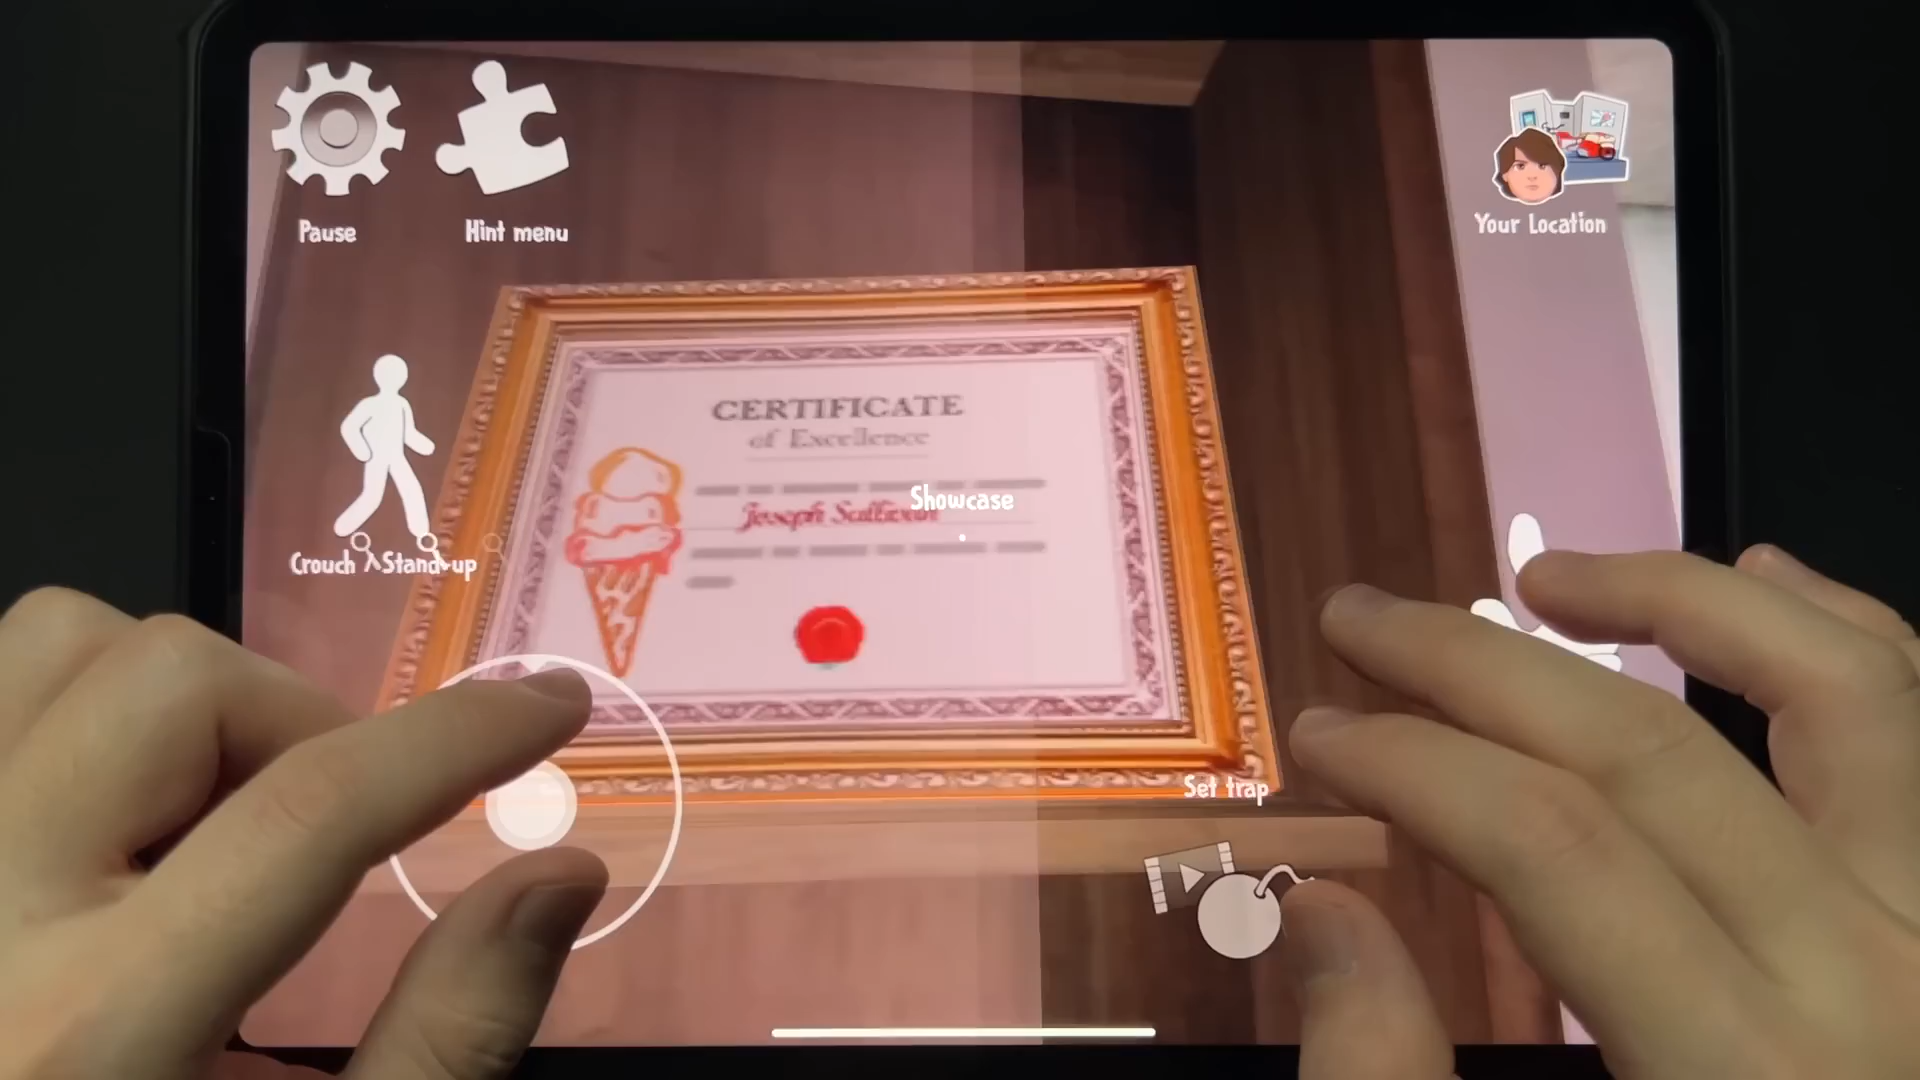 Pause
Hint menu
Your Location
CERTIFICATE
of Excellence
Showcase
Joseph Sullivan
Crouch
Stand-up
Set trap